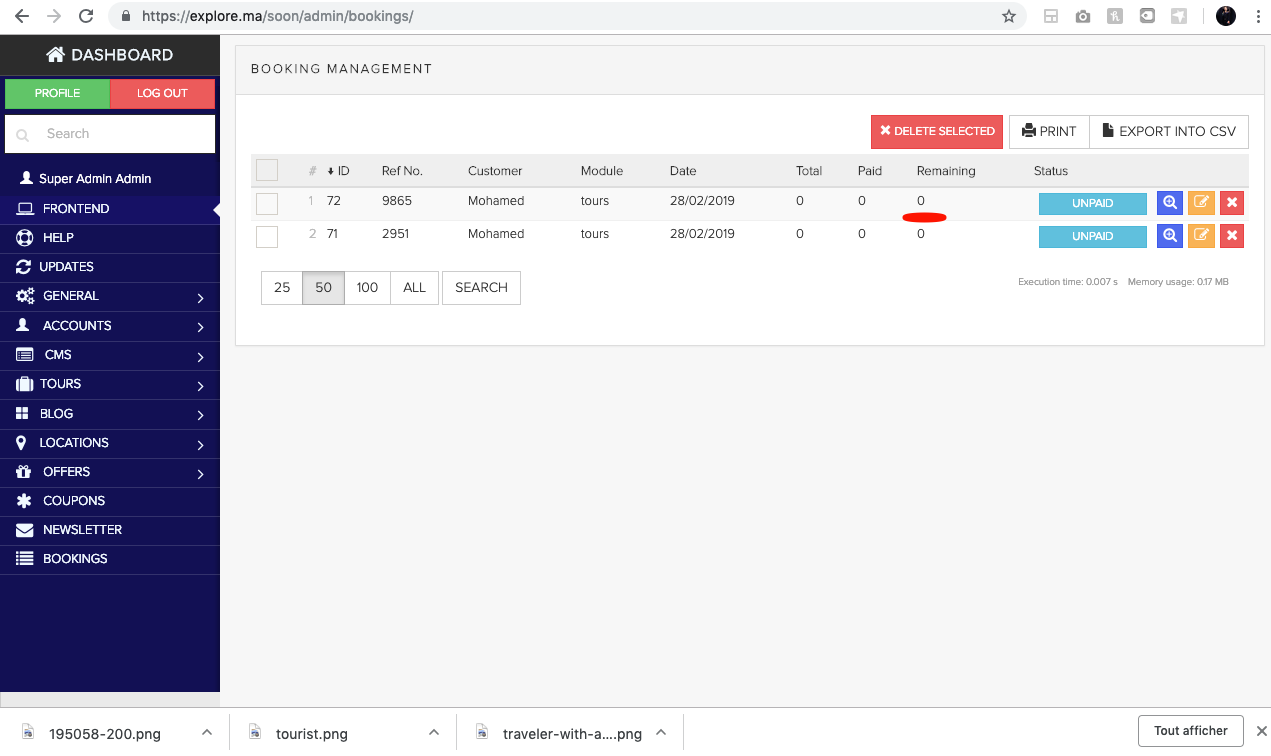 https://explore.ma/soon/admin/bookings/
DASHBOARD
PROFILE LOG OUT
Search
Super Admin Admin
FRONTEND
HELP
UPDATES
GENERAL
ACCOUNTS
CMS
TOURS
BLOG
LOCATIONS
OFFERS
COUPONS
NEWSLETTER
BOOKINGS
BOOKING MANAGEMENT
DELETE SELECTED PRINT EXPORT INTO CSV
# ID Ref No. Customer Module Date Total Paid Remaining Status
1 72 9865 Mohamed tours 28/02/2019 0 0 0 UNPAID
2 71 2951 Mohamed tours 28/02/2019 0 0 0 UNPAID
25 50 100 ALL SEARCH
Execution time: 0.007 s Memory usage: 0.17 MB
195058-200.png tourist.png traveler-with-a....png Tout afficher